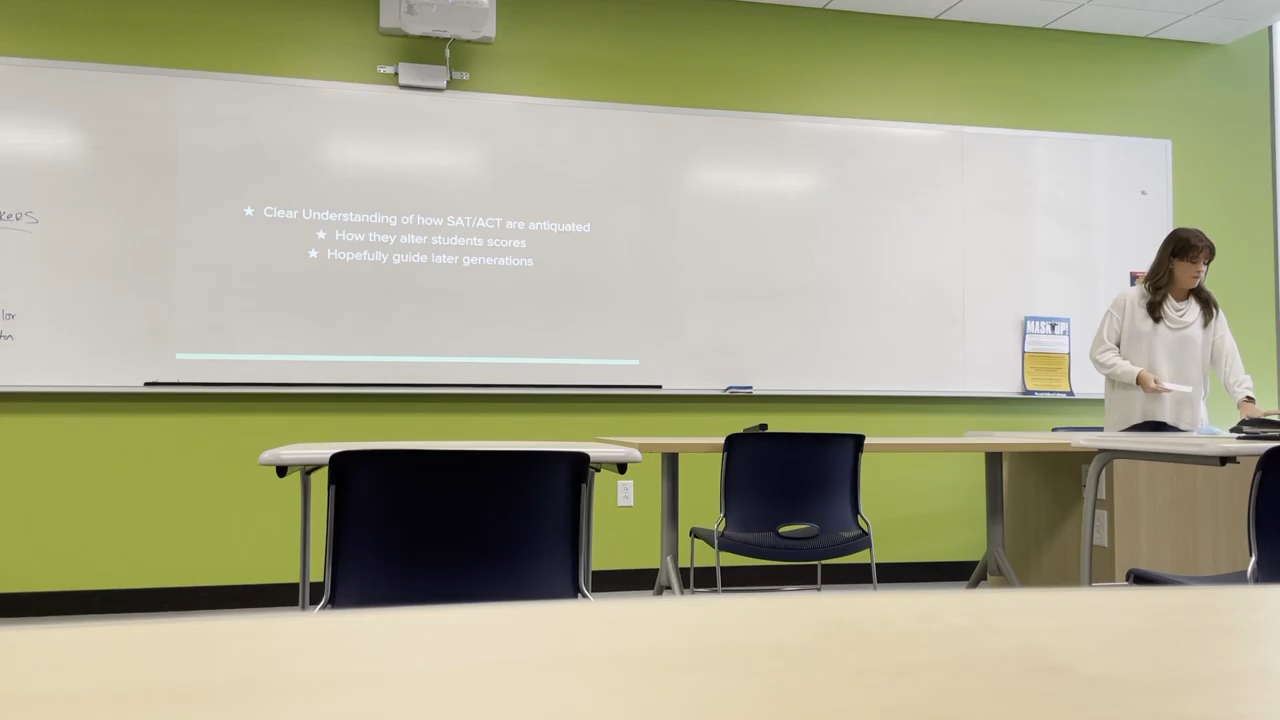 ★ Clear Understanding of how SAT/ACT are antiquated
★ How they alter students scores
★ Hopefully guide later generations
MASK UP!